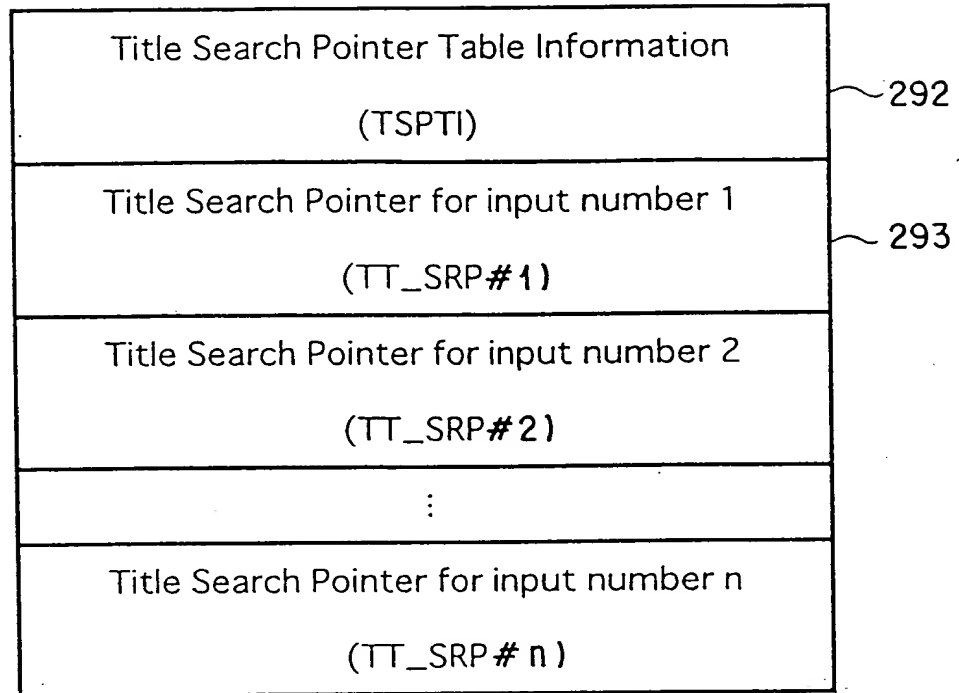 Title Search Pointer Table Information
(TSPTI)
292
Title Search Pointer for input number 1
(TT_SRP#1)
293
Title Search Pointer for input number 2
(TT_SRP#2)
⋮
Title Search Pointer for input number n
(TT_SRP#n)